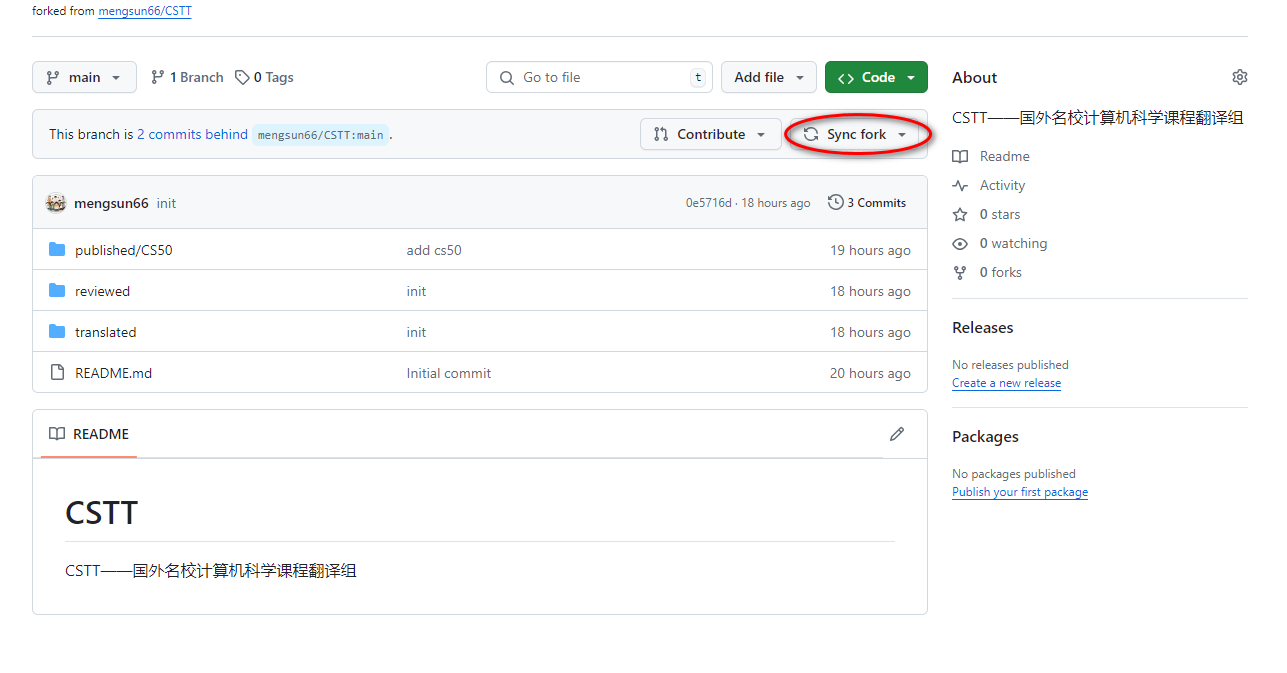 forked from mengsun66/CSTT
main 1 Branch 0 Tags Go to file t Add file Code
This branch is 2 commits behind mengsun66/CSTT:main . Contribute Sync fork
mengsun66 init 0e5716d · 18 hours ago 3 Commits
published/CS50 add cs50 19 hours ago
reviewed init 18 hours ago
translated init 18 hours ago
README.md Initial commit 20 hours ago
README
CSTT
CSTT——国外名校计算机科学课程翻译组
About
CSTT——国外名校计算机科学课程翻译组
Readme
Activity
0 stars
0 watching
0 forks
Releases
No releases published
Create a new release
Packages
No packages published
Publish your first package